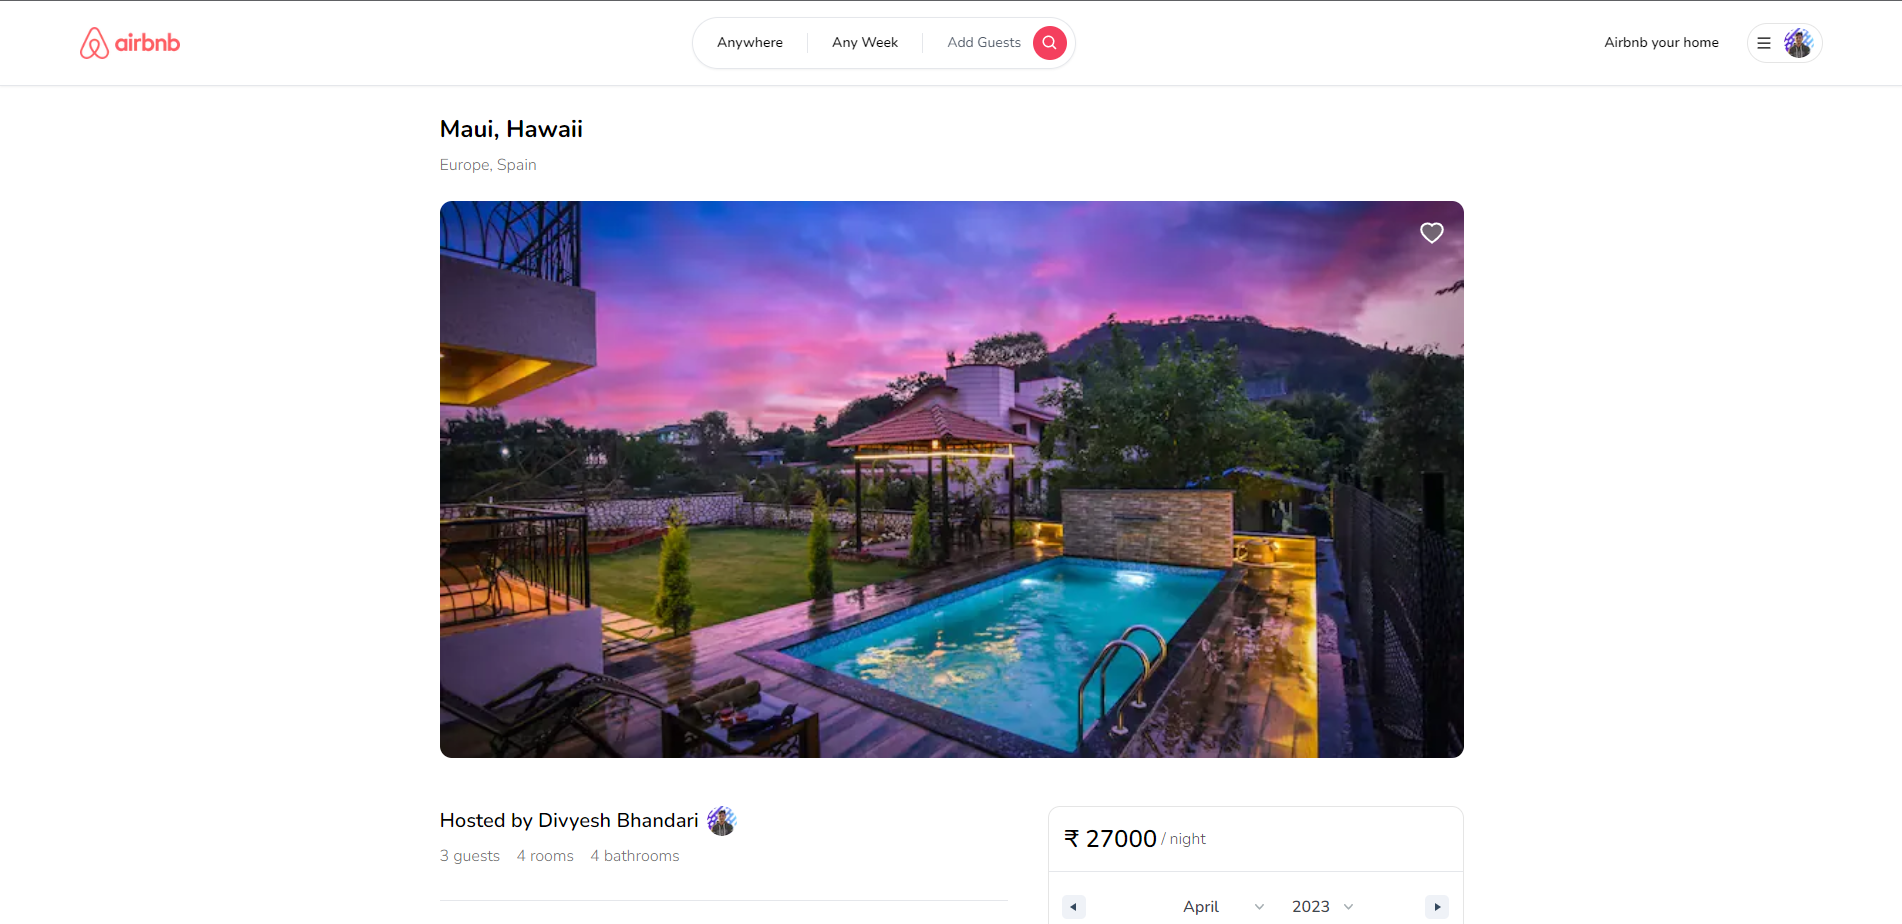 airbnb
Anywhere Any Week Add Guests
Airbnb your home
Maui, Hawaii
Europe, Spain
Hosted by Divyesh Bhandari
3 guests 4 rooms 4 bathrooms
₹ 27000 / night
April 2023